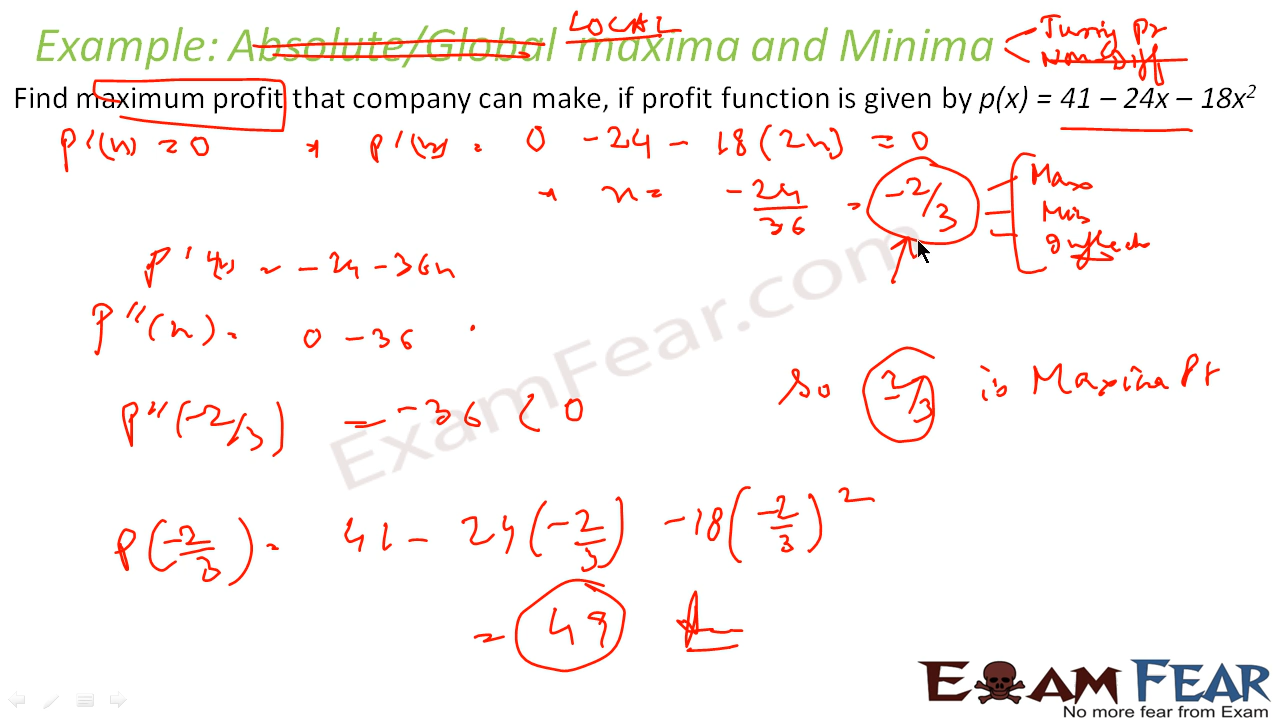 LOCAL
Example: Absolute/Global maxima and Minima
Turnig Pt
Non-Diff
Find maximum profit that company can make, if profit function is given by p(x) = 41 – 24x – 18x²
P'(x) = 0 P'(x) = 0 - 24 - 18(2x) = 0
x = -24/36 = -2/3
Max
Min
Inflec
P'(x) = -24 - 36x
P''(x) = 0 - 36
P''(-2/3) = -36 < 0
So 2/3 is Maxima Pt
P(-2/3) = 41 - 24(-2/3) - 18(-2/3)²
= 49
ExamFear.com
EXAM FEAR
No more fear from Exam